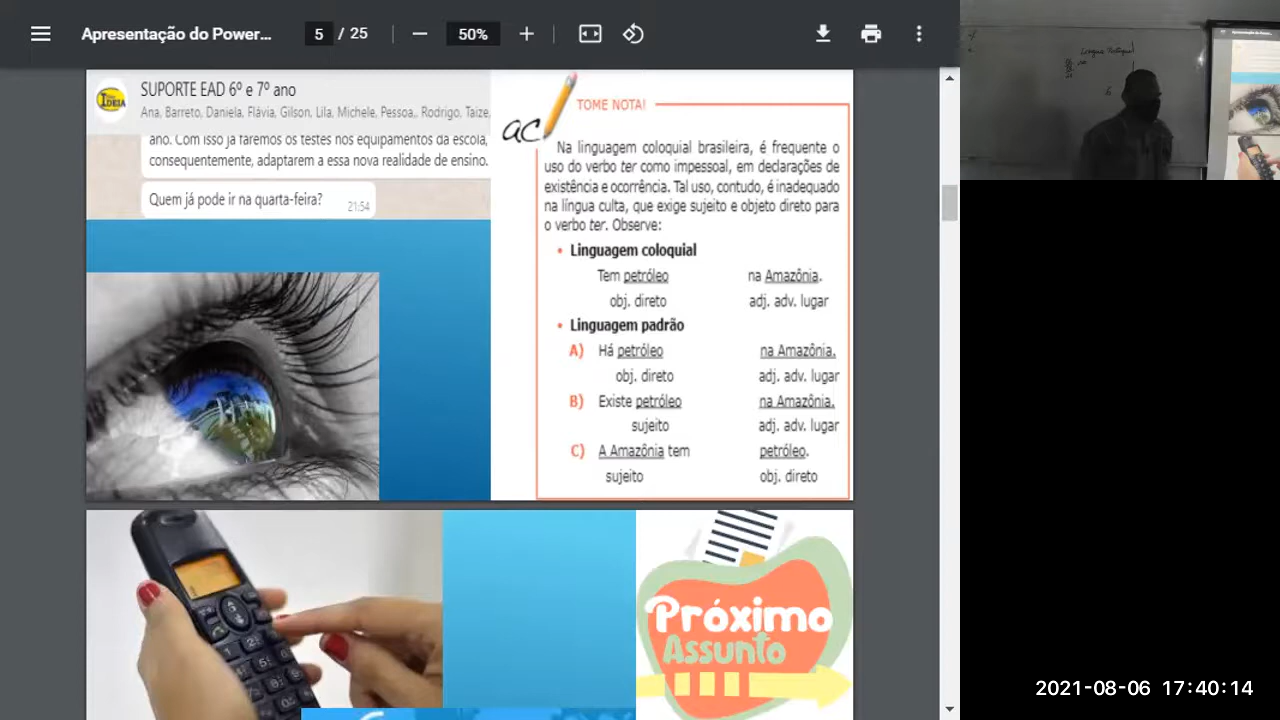 Apresentação do Power...
5 / 25
50%
SUPORTE EAD 6º e 7º ano
Ana, Barreto, Daniela, Flávia, Gilson, Lila, Michele, Pessoa, Rodrigo, Taize,
ano. Com isso já faremos os testes nos equipamentos da escola,
consequentemente, adaptarem a essa nova realidade de ensino.
Quem já pode ir na quarta-feira?
21:54
IDEIA
ac
TOME NOTA!
Na linguagem coloquial brasileira, é frequente o
uso do verbo ter como impessoal, em declarações de
existência e ocorrência. Tal uso, contudo, é inadequado
na língua culta, que exige sujeito e objeto direto para
o verbo ter. Observe:
• Linguagem coloquial
Tem petróleo na Amazônia.
obj. direto adj. adv. lugar
• Linguagem padrão
A) Há petróleo na Amazônia.
obj. direto adj. adv. lugar
B) Existe petróleo na Amazônia.
sujeito adj. adv. lugar
C) A Amazônia tem petróleo.
sujeito obj. direto
Próximo
Assunto
2021-08-06 17:40:14